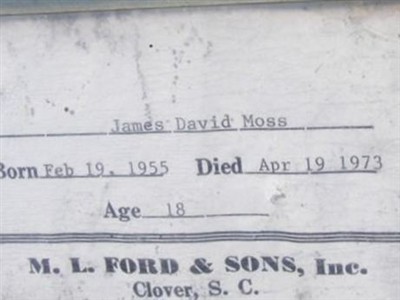 James David Moss
Born Feb 19. 1955 Died Apr 19 1973
Age 18
M. L. FORD & SONS, Inc.
Clover, S. C.